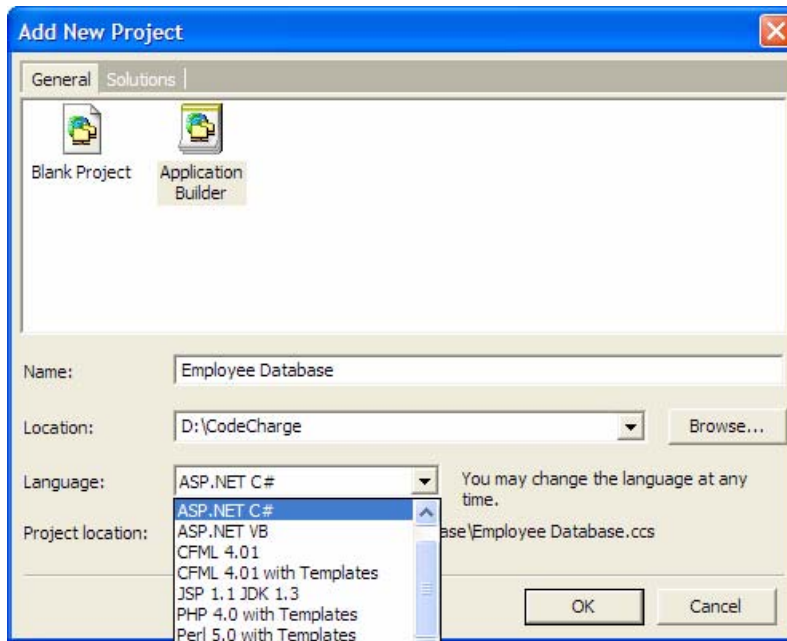 Add New Project
General Solutions
Blank Project
Application
Builder
Name: Employee Database
Location: D:\CodeCharge Browse...
Language: ASP.NET C# You may change the language at any
time.
ASP.NET C#
ASP.NET VB
Project location: ase\Employee Database.ccs
CFML 4.01
CFML 4.01 with Templates
JSP 1.1 JDK 1.3
PHP 4.0 with Templates
Perl 5.0 with Templates
OK Cancel